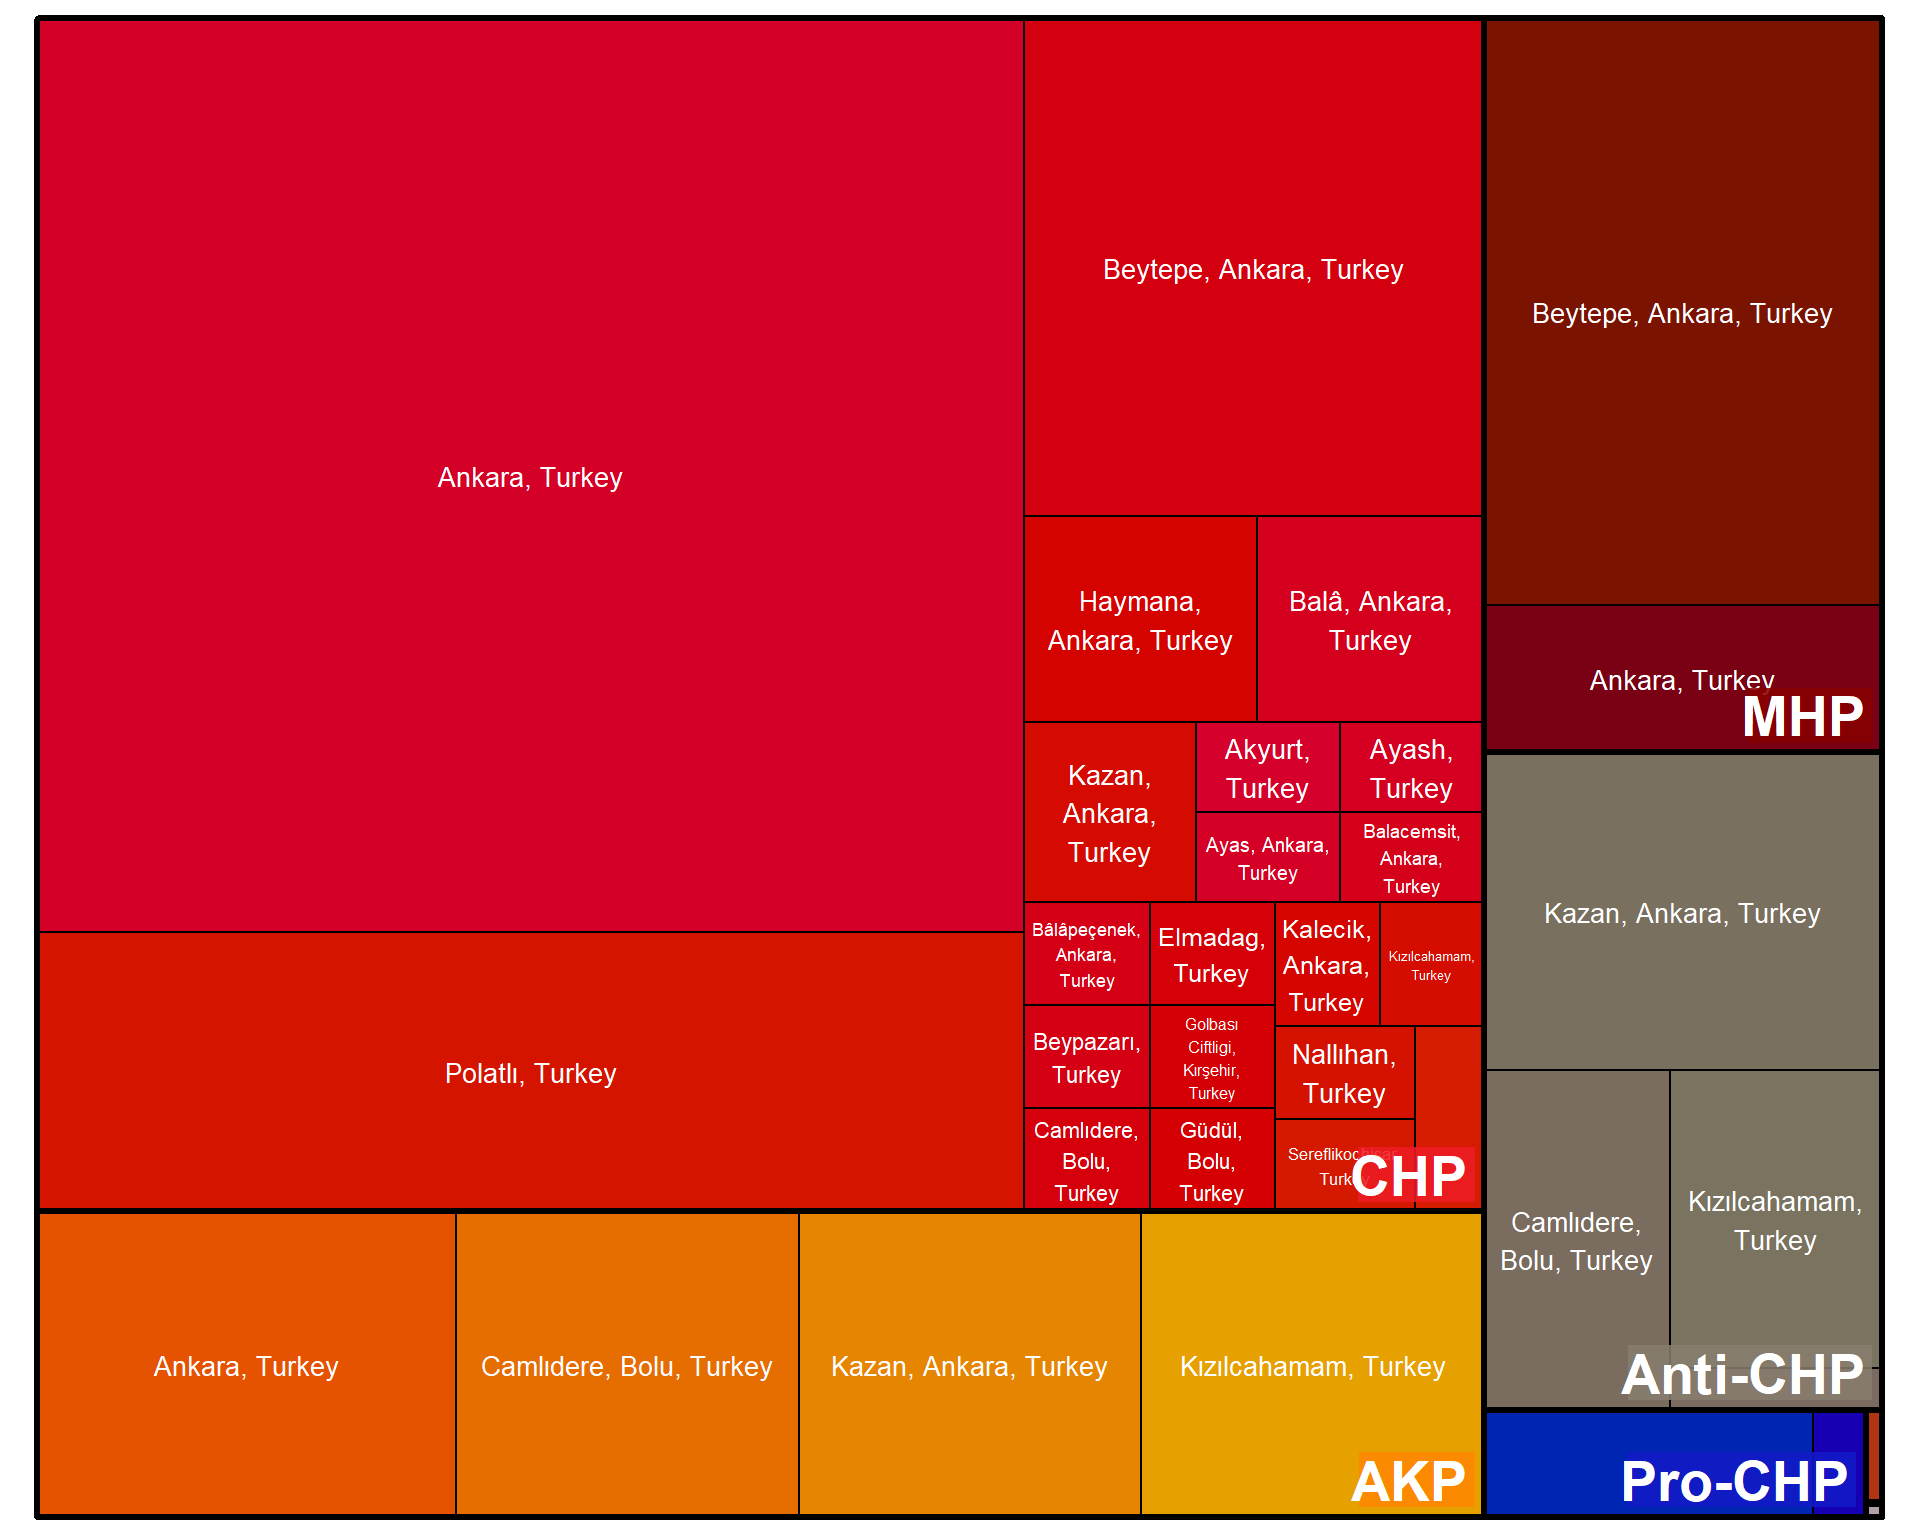 Ankara, Turkey
Polatlı, Turkey
Beytepe, Ankara, Turkey
Haymana,
Ankara, Turkey
Balâ, Ankara,
Turkey
Kazan,
Ankara,
Turkey
Akyurt,
Turkey
Ayash,
Turkey
Ayas, Ankara,
Turkey
Balacemsit,
Ankara,
Turkey
Bâlâpeçenek,
Ankara,
Turkey
Elmadag,
Turkey
Kalecik,
Ankara,
Turkey
Kızılcahamam,
Turkey
Beypazarı,
Turkey
Golbası
Ciftligi,
Kırşehir,
Turkey
Nallıhan,
Turkey
Camlıdere,
Bolu,
Turkey
Güdül,
Bolu,
Turkey
CHP
Ankara, Turkey
Camlıdere, Bolu, Turkey
Kazan, Ankara, Turkey
Kızılcahamam, Turkey
AKP
Beytepe, Ankara, Turkey
Ankara, Turkey
MHP
Kazan, Ankara, Turkey
Camlıdere,
Bolu, Turkey
Kızılcahamam,
Turkey
Anti-CHP
Pro-CHP